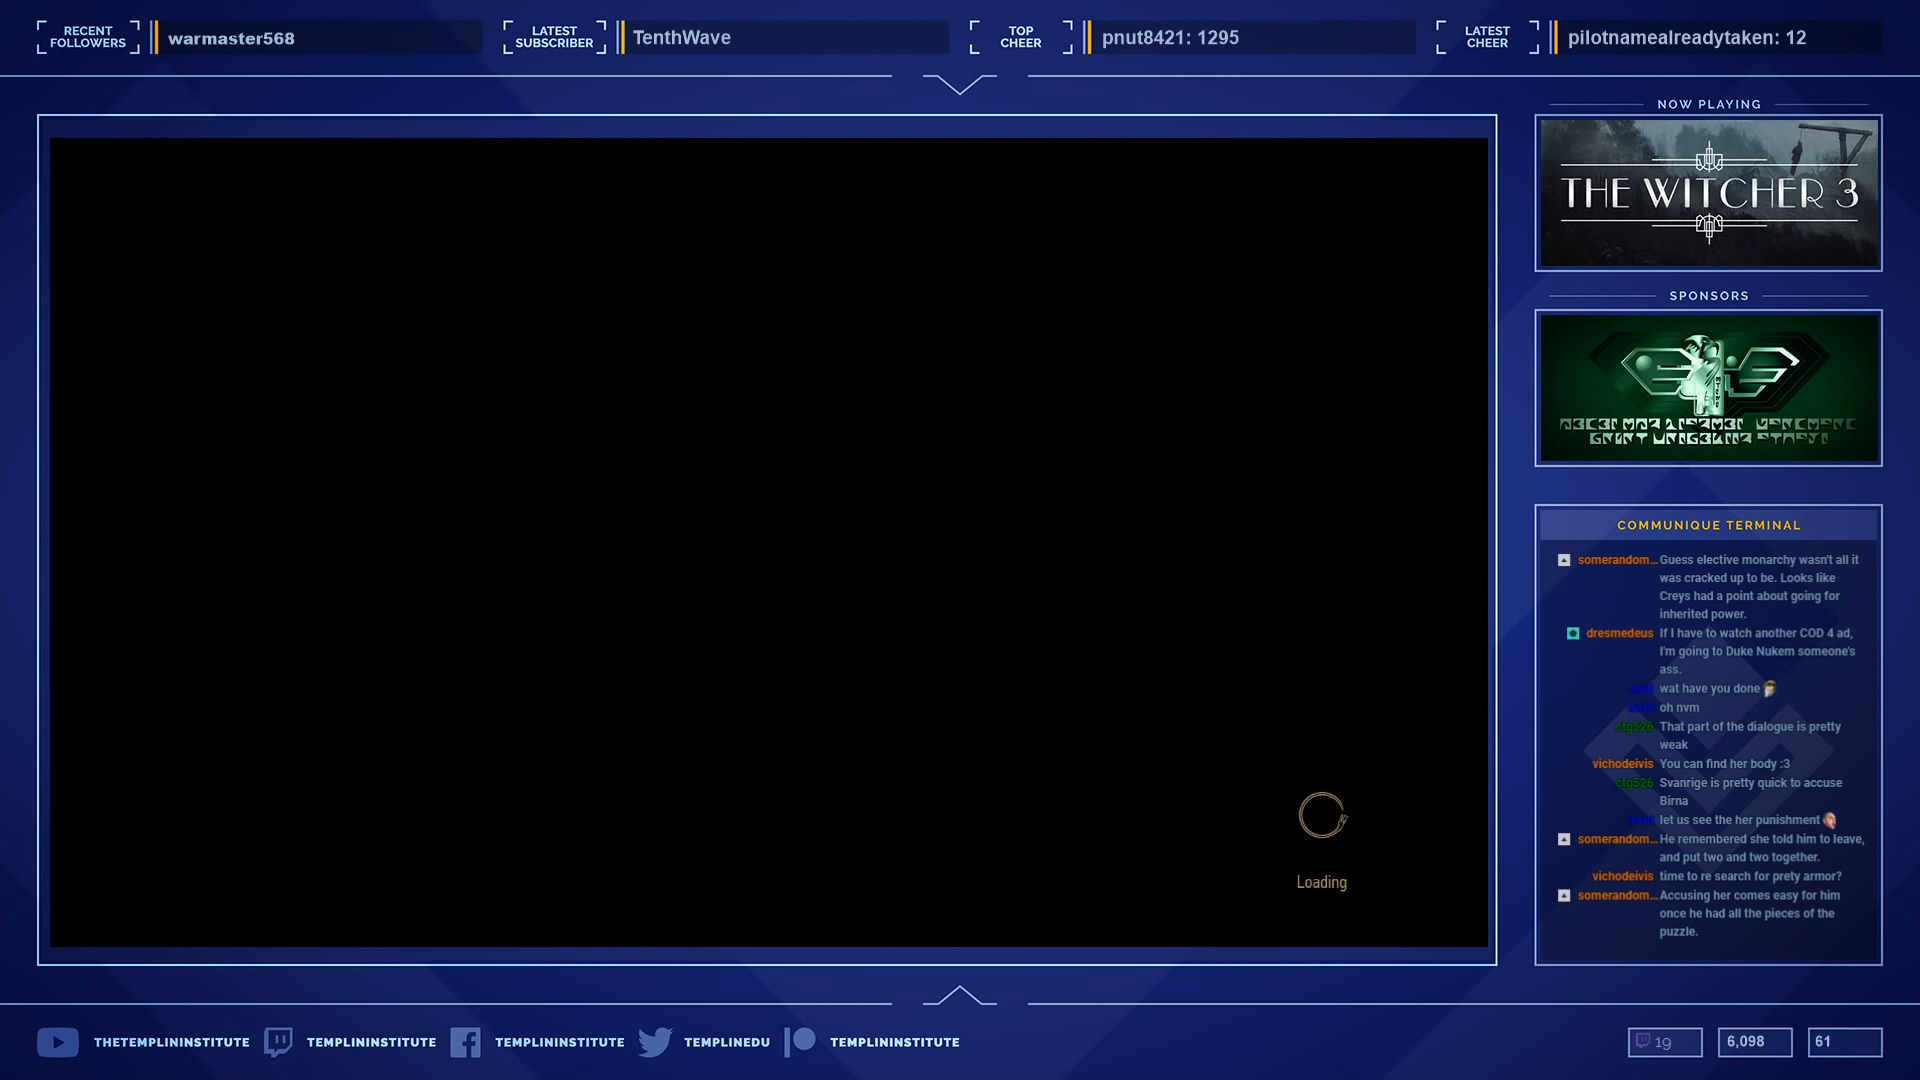 RECENT
FOLLOWERS
warmaster568
LATEST
SUBSCRIBER
TenthWave
TOP
CHEER
pnut8421: 1295
LATEST
CHEER
pilotnamealreadytaken: 12
NOW PLAYING
THE WITCHER 3
SPONSORS
COMMUNIQUE TERMINAL
somerandom... Guess elective monarchy wasn't all it
was cracked up to be. Looks like
Creys had a point about going for
inherited power.
dresmedeus If I have to watch another COD 4 ad,
I'm going to Duke Nukem someone's
ass.
wat have you done
oh nvm
ctg526 That part of the dialogue is pretty
weak
vichodeivis You can find her body :3
ctg526 Svanrige is pretty quick to accuse
Birna
let us see the her punishment
somerandom... He remembered she told him to leave,
and put two and two together.
vichodeivis time to re search for prety armor?
somerandom... Accusing her comes easy for him
once he had all the pieces of the
puzzle.
Loading
THETEMPLININSTITUTE
TEMPLININSTITUTE
TEMPLININSTITUTE
TEMPLINEDU
TEMPLININSTITUTE
19
6,098
61